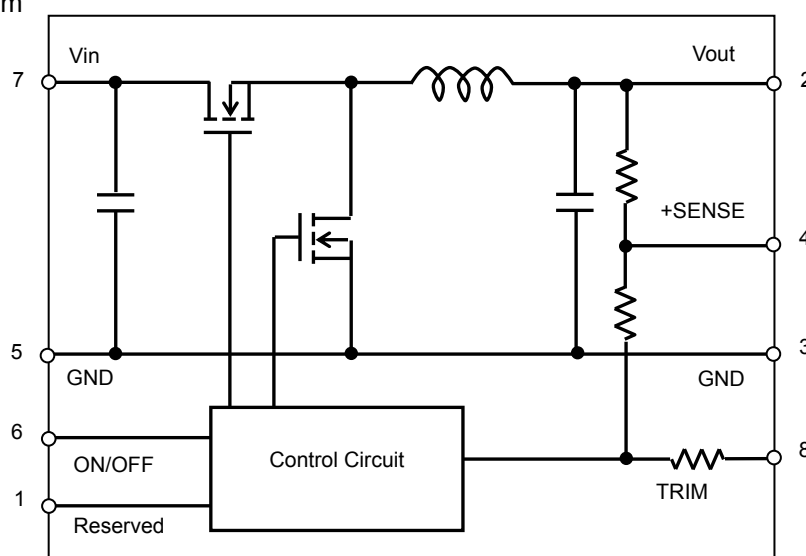 m
Vin
Vout
7
2
+SENSE
4
5
3
GND
GND
6
ON/OFF
Control Circuit
8
TRIM
1
Reserved